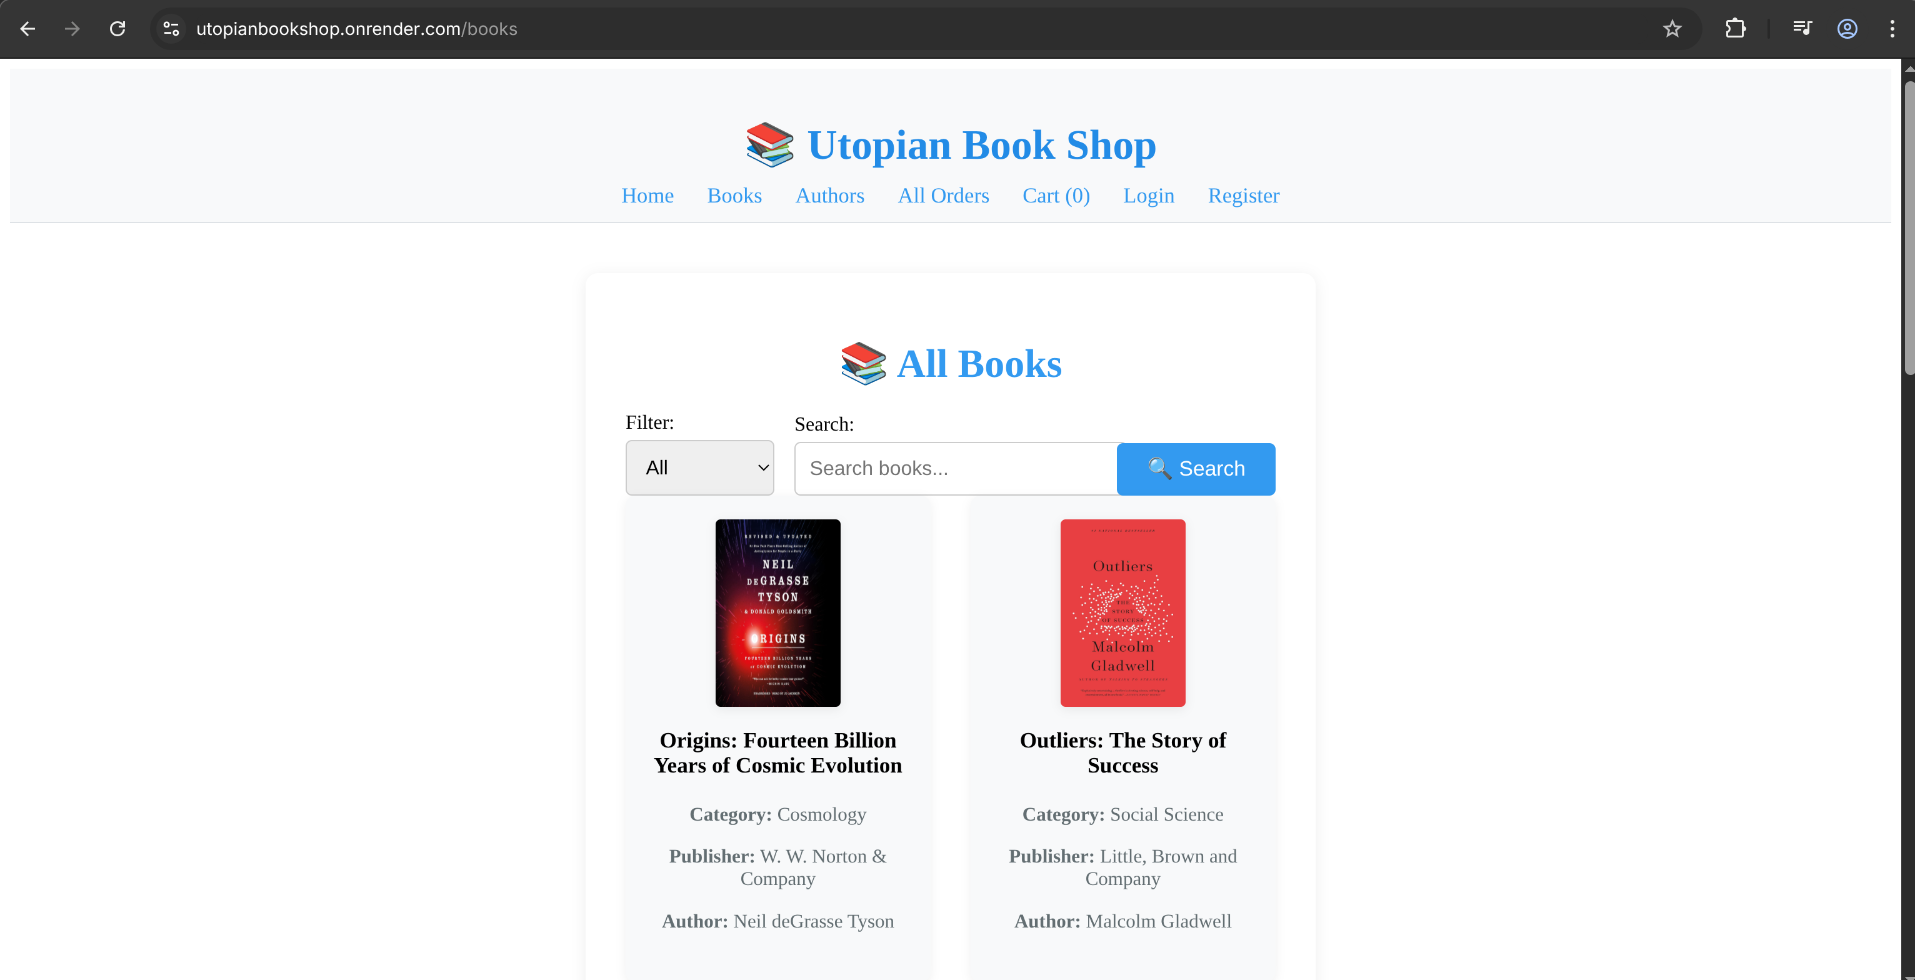 utopianbookshop.onrender.com/books
Utopian Book Shop
Home Books Authors All Orders Cart (0) Login Register
All Books
Filter:
Search:
All
Search books...
Search
REVISED & UPDATED
NEIL
DEGRASSE
TYSON
& DONALD GOLDSMITH
ORIGINS
FOURTEEN BILLION YEARS
OF COSMIC EVOLUTION
Outliers
THE
STORY
OF SUCCESS
Malcolm
Gladwell
Origins: Fourteen Billion
Years of Cosmic Evolution
Category: Cosmology
Publisher: W. W. Norton &
Company
Author: Neil deGrasse Tyson
Outliers: The Story of
Success
Category: Social Science
Publisher: Little, Brown and
Company
Author: Malcolm Gladwell